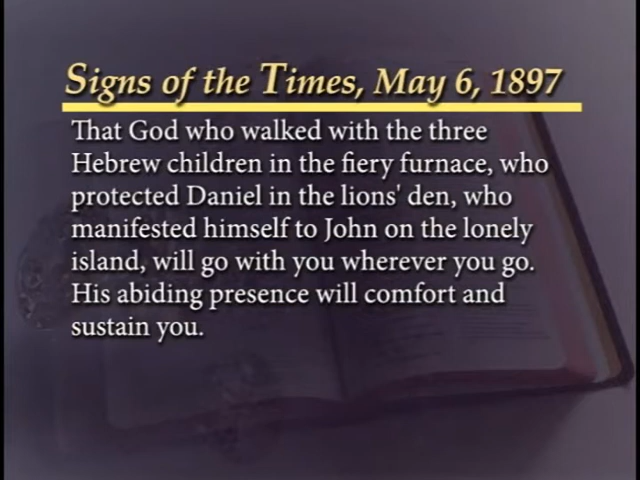 Signs of the Times, May 6, 1897
That God who walked with the three
Hebrew children in the fiery furnace, who
protected Daniel in the lions' den, who
manifested himself to John on the lonely
island, will go with you wherever you go.
His abiding presence will comfort and
sustain you.